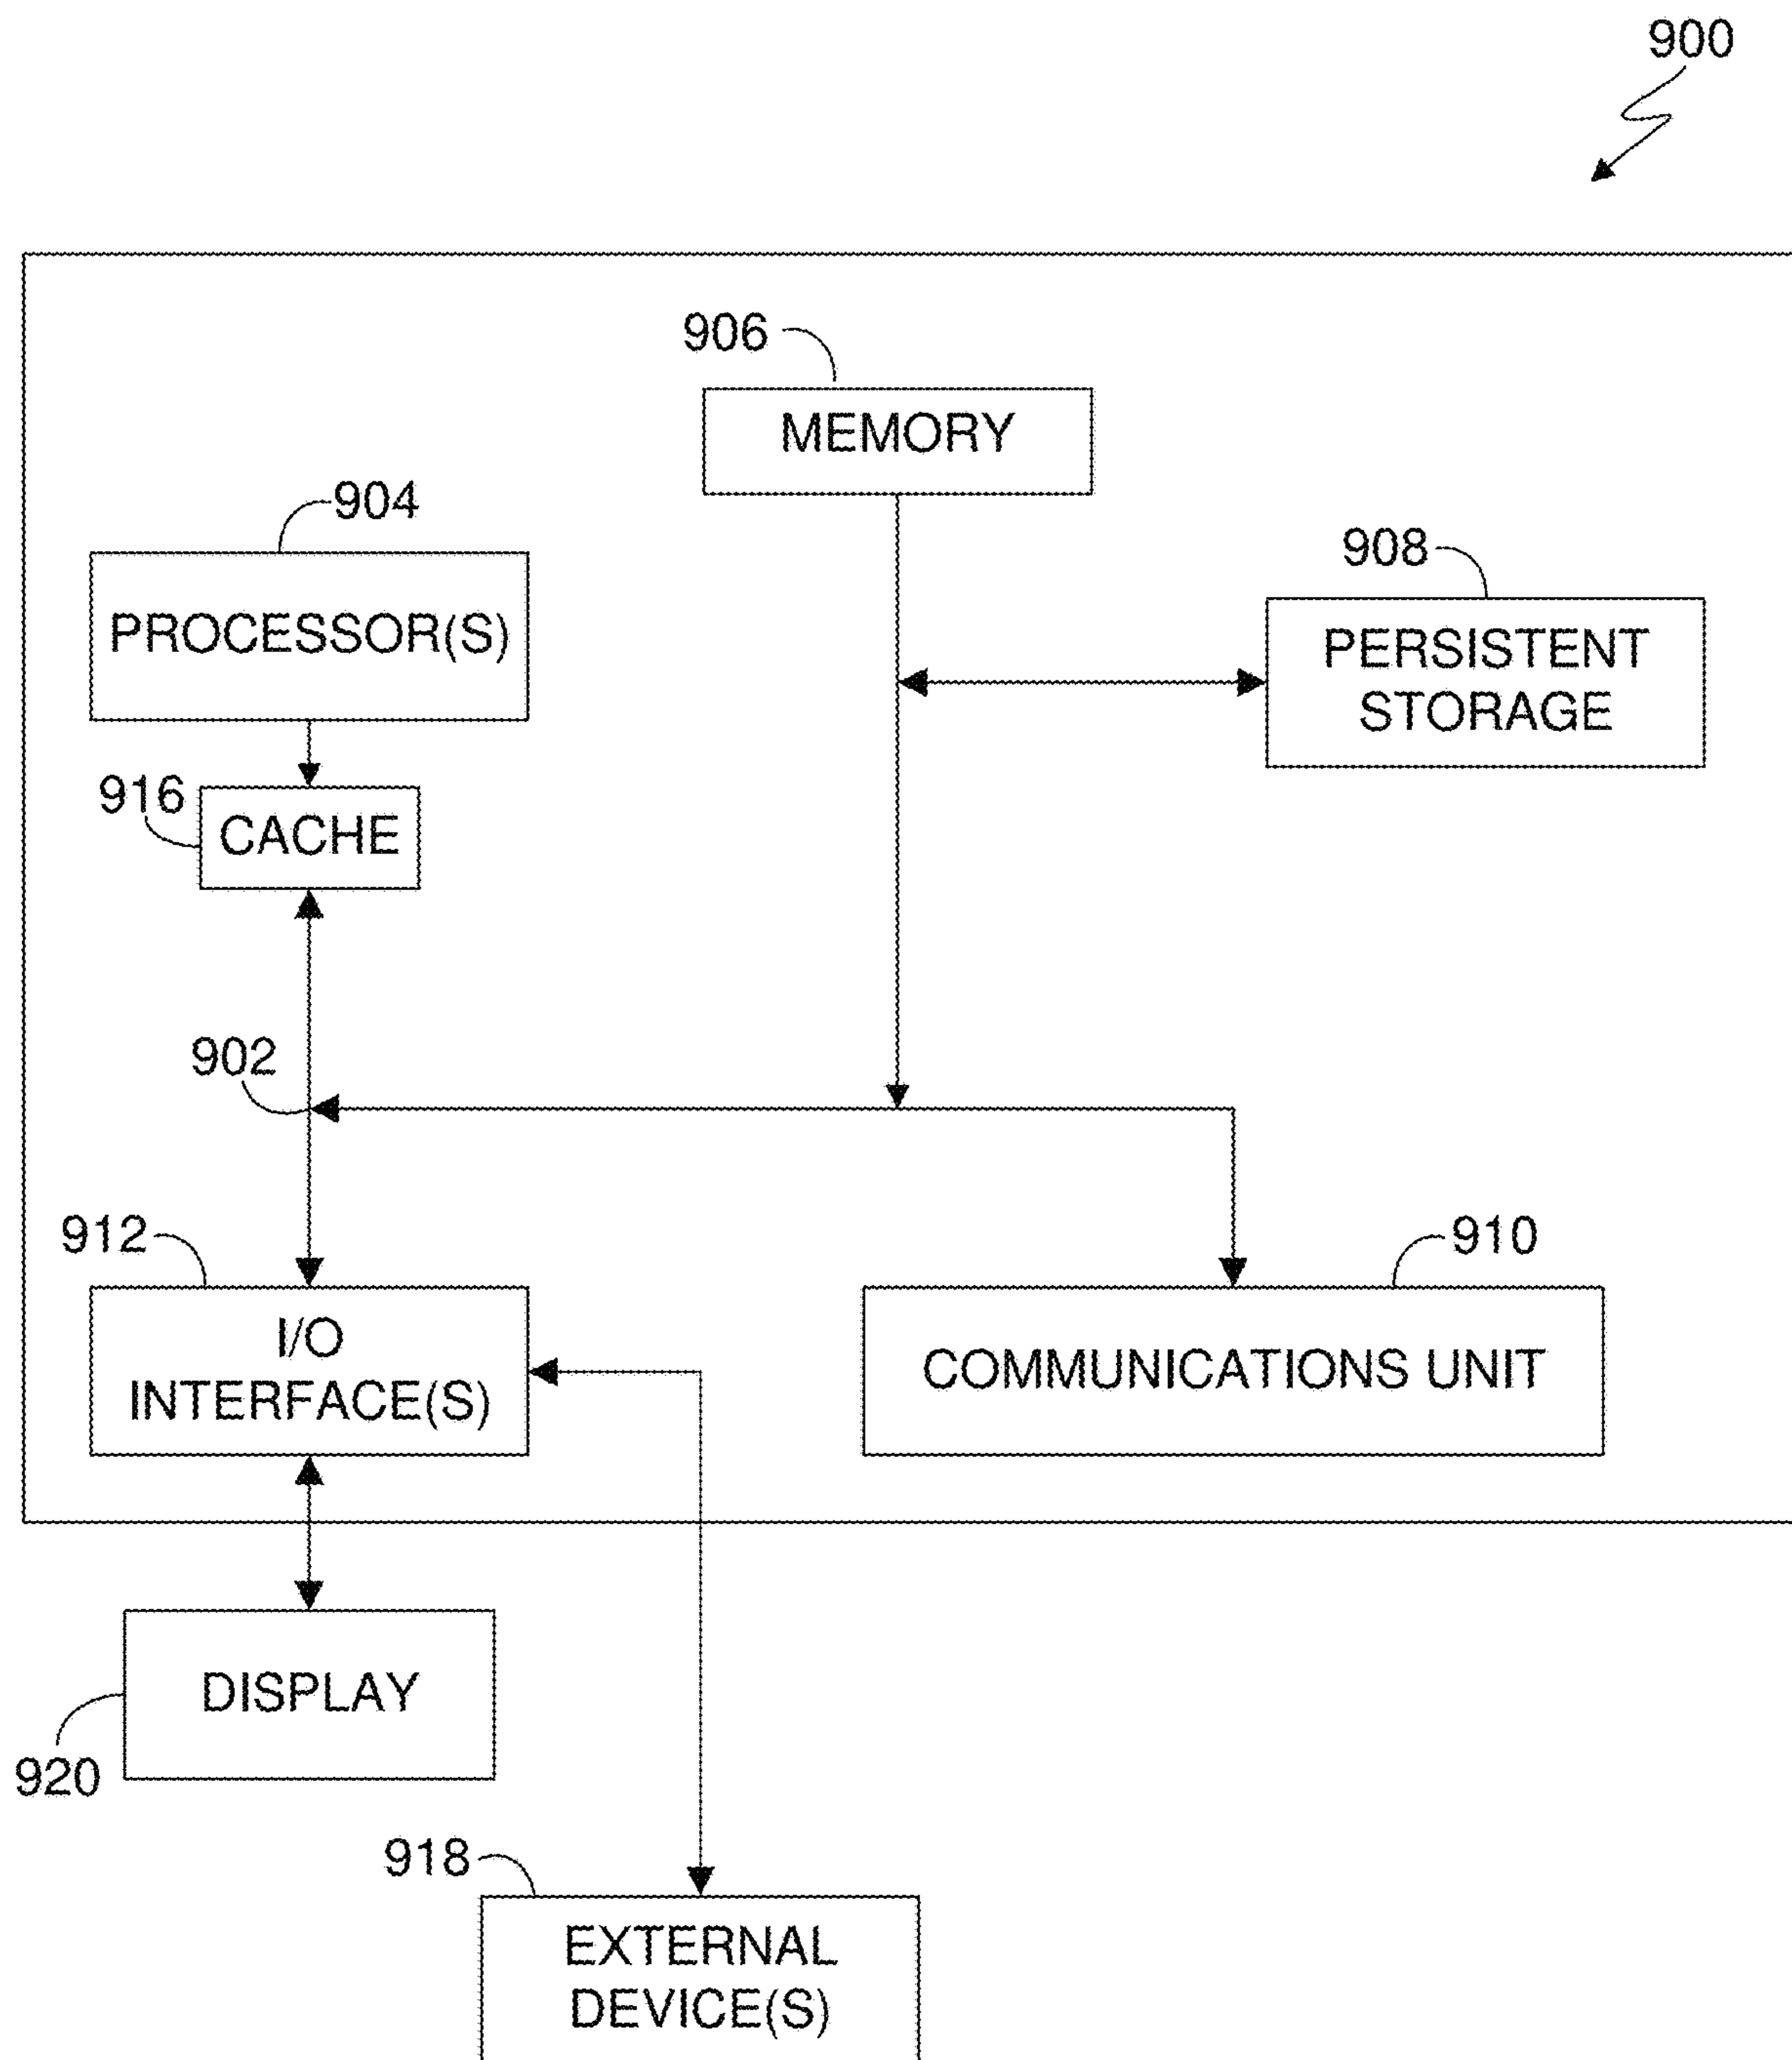 900
906
MEMORY
904
908
PROCESSOR(S)
PERSISTENT
STORAGE
916
CACHE
902
912
910
I/O
INTERFACE(S)
COMMUNICATIONS UNIT
DISPLAY
920
918
EXTERNAL
DEVICE(S)